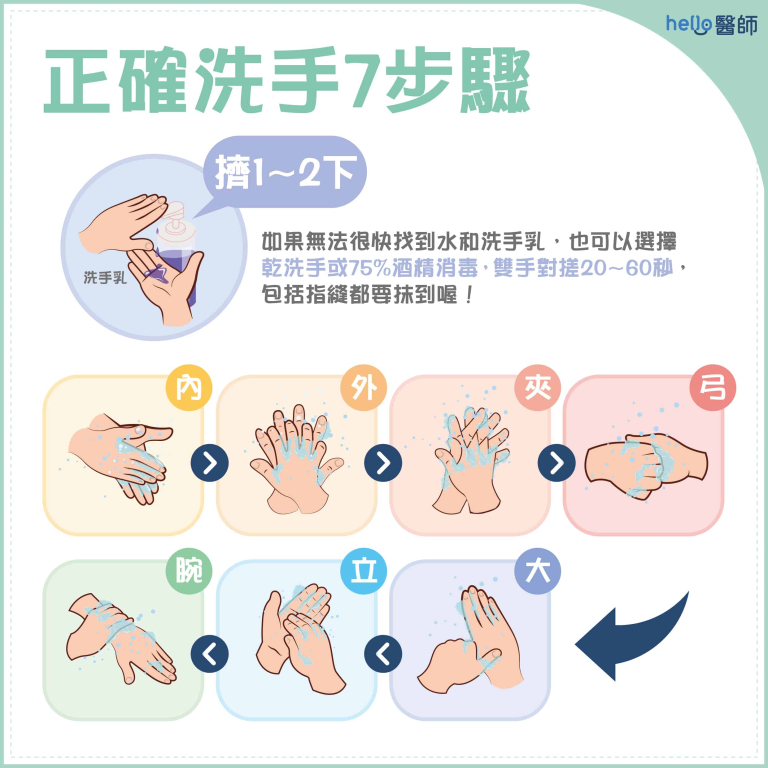 hello醫師
正確洗手7步驟
擠1~2下
洗手乳
如果無法很快找到水和洗手乳，也可以選擇
乾洗手或75%酒精消毒，雙手對搓20~60秒，
包括指縫都要抹到喔！
內
外
夾
弓
大
立
腕